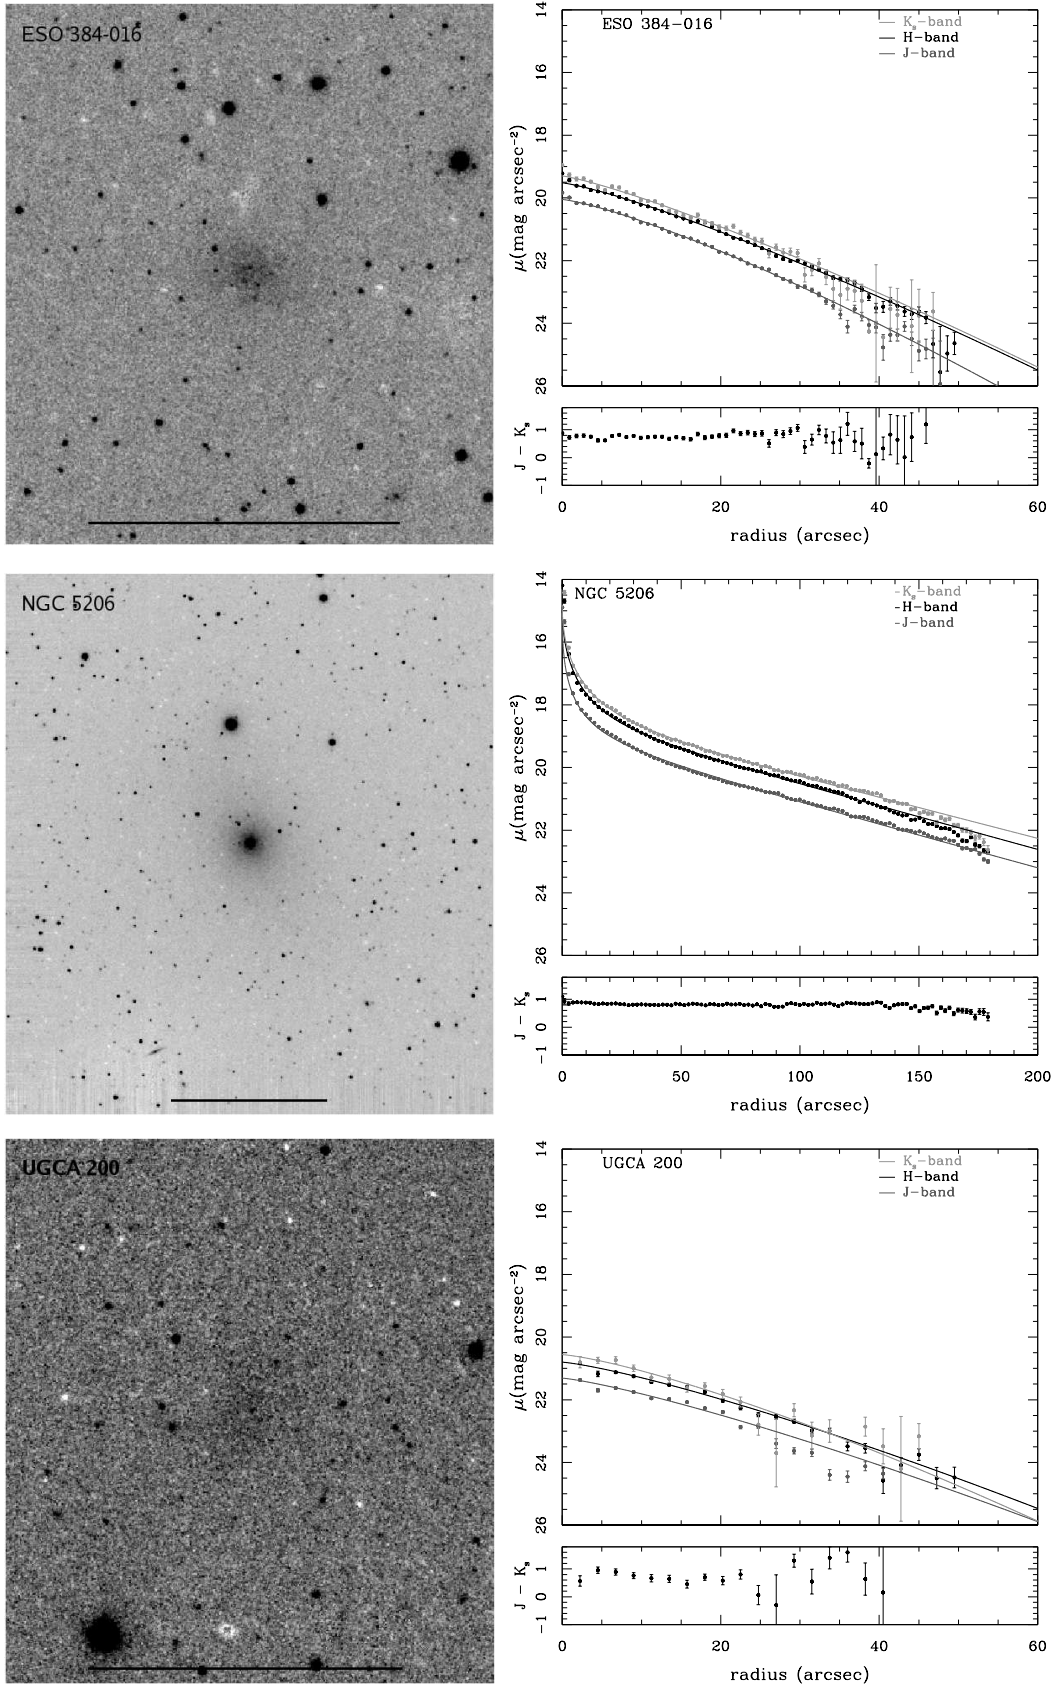 ESO 384-016
ESO 384-016
Kₛ-band
H-band
J-band
14
16
18
20
22
24
26
μ(mag arcsec⁻²)
1
0
-1
J - Kₛ
0 20 40 60
radius (arcsec)
NGC 5206
NGC 5206
Kₛ-band
H-band
J-band
14
16
18
20
22
24
26
μ(mag arcsec⁻²)
1
0
-1
J - Kₛ
0 50 100 150 200
radius (arcsec)
UGCA 200
UGCA 200
Kₛ-band
H-band
J-band
14
16
18
20
22
24
26
μ(mag arcsec⁻²)
1
0
-1
J - Kₛ
0 20 40 60
radius (arcsec)